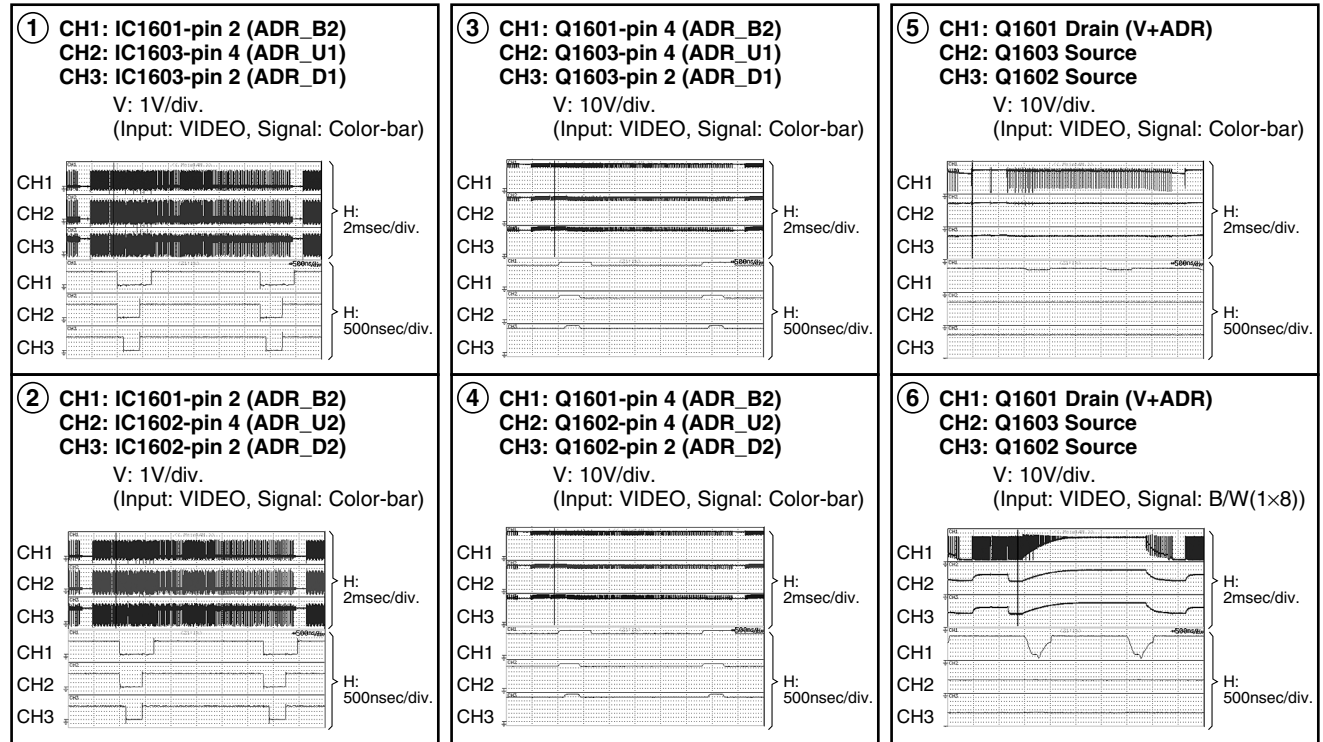 ① CH1: IC1601-pin 2 (ADR_B2)
CH2: IC1603-pin 4 (ADR_U1)
CH3: IC1603-pin 2 (ADR_D1)
V: 1V/div.
(Input: VIDEO, Signal: Color-bar)
CH1
CH2
CH3
H:
2msec/div.
CH1
CH2
CH3
H:
500nsec/div.
② CH1: IC1601-pin 2 (ADR_B2)
CH2: IC1602-pin 4 (ADR_U2)
CH3: IC1602-pin 2 (ADR_D2)
V: 1V/div.
(Input: VIDEO, Signal: Color-bar)
CH1
CH2
CH3
H:
2msec/div.
CH1
CH2
CH3
H:
500nsec/div.
③ CH1: Q1601-pin 4 (ADR_B2)
CH2: Q1603-pin 4 (ADR_U1)
CH3: Q1603-pin 2 (ADR_D1)
V: 10V/div.
(Input: VIDEO, Signal: Color-bar)
CH1
CH2
CH3
H:
2msec/div.
CH1
CH2
CH3
H:
500nsec/div.
④ CH1: Q1601-pin 4 (ADR_B2)
CH2: Q1602-pin 4 (ADR_U2)
CH3: Q1602-pin 2 (ADR_D2)
V: 10V/div.
(Input: VIDEO, Signal: Color-bar)
CH1
CH2
CH3
H:
2msec/div.
CH1
CH2
CH3
H:
500nsec/div.
⑤ CH1: Q1601 Drain (V+ADR)
CH2: Q1603 Source
CH3: Q1602 Source
V: 10V/div.
(Input: VIDEO, Signal: Color-bar)
CH1
CH2
CH3
H:
2msec/div.
CH1
CH2
CH3
H:
500nsec/div.
⑥ CH1: Q1601 Drain (V+ADR)
CH2: Q1603 Source
CH3: Q1602 Source
V: 10V/div.
(Input: VIDEO, Signal: B/W(1×8))
CH1
CH2
CH3
H:
2msec/div.
CH1
CH2
CH3
H:
500nsec/div.